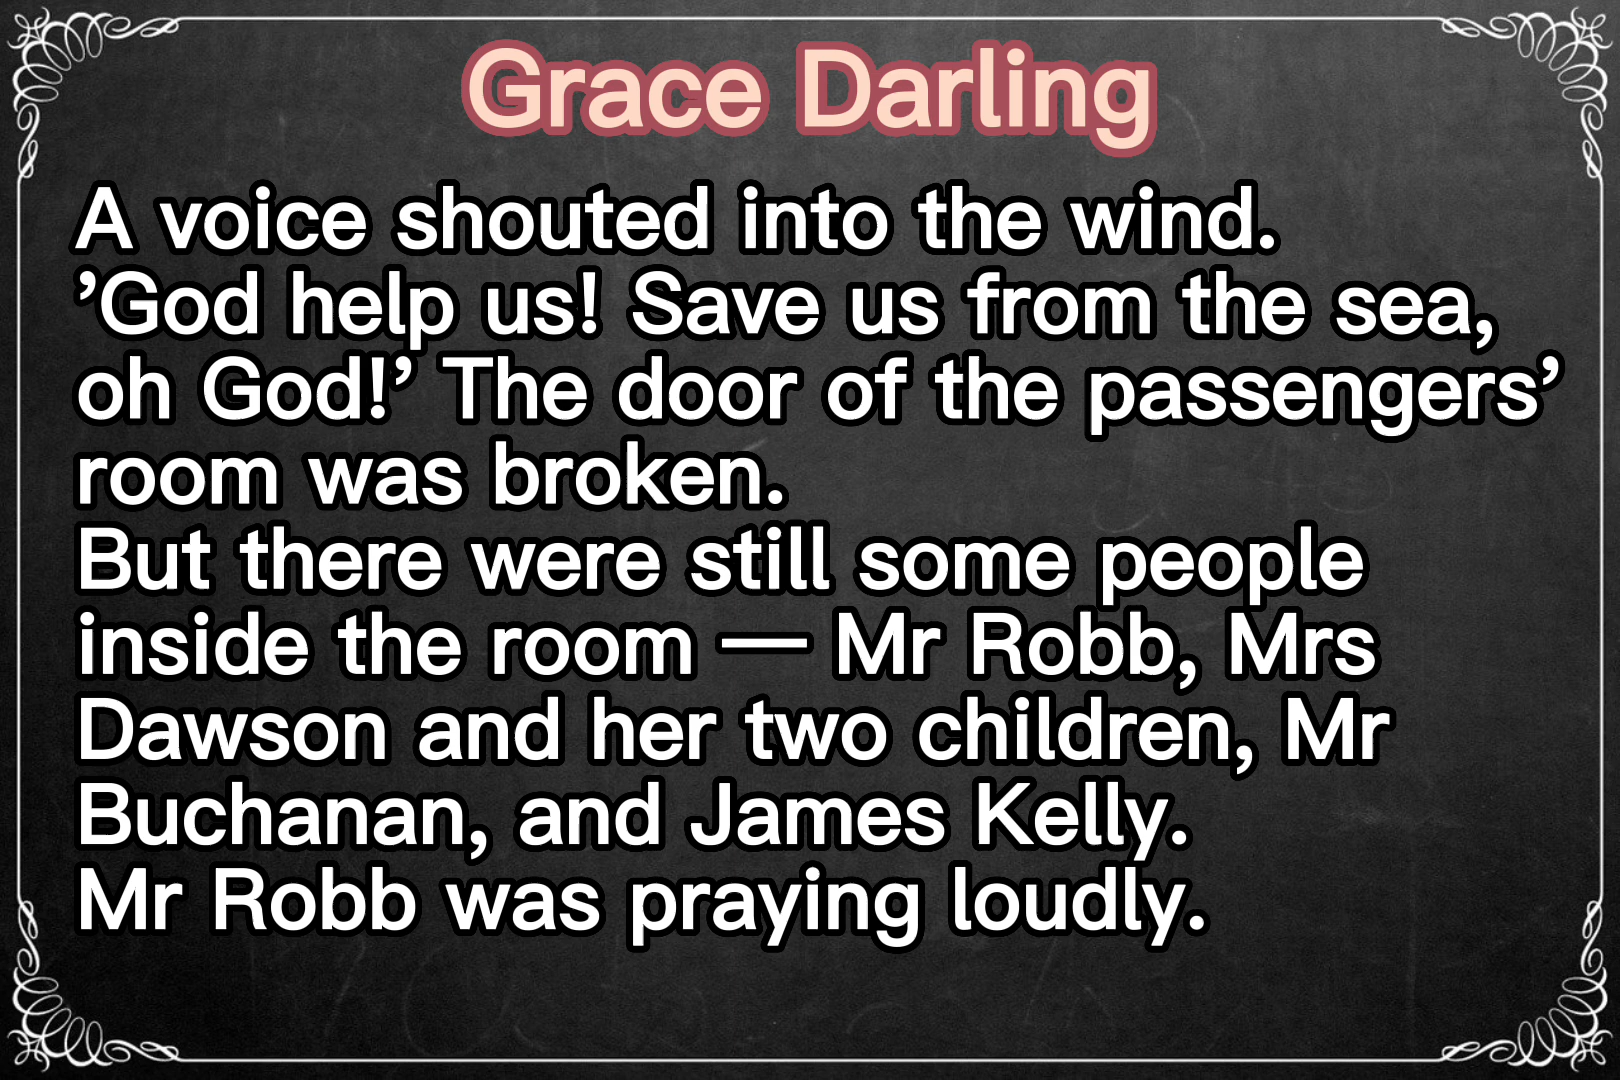 Grace Darling
A voice shouted into the wind.
’God help us! Save us from the sea,
oh God!’ The door of the passengers’
room was broken.
But there were still some people
inside the room — Mr Robb, Mrs
Dawson and her two children, Mr
Buchanan, and James Kelly.
Mr Robb was praying loudly.